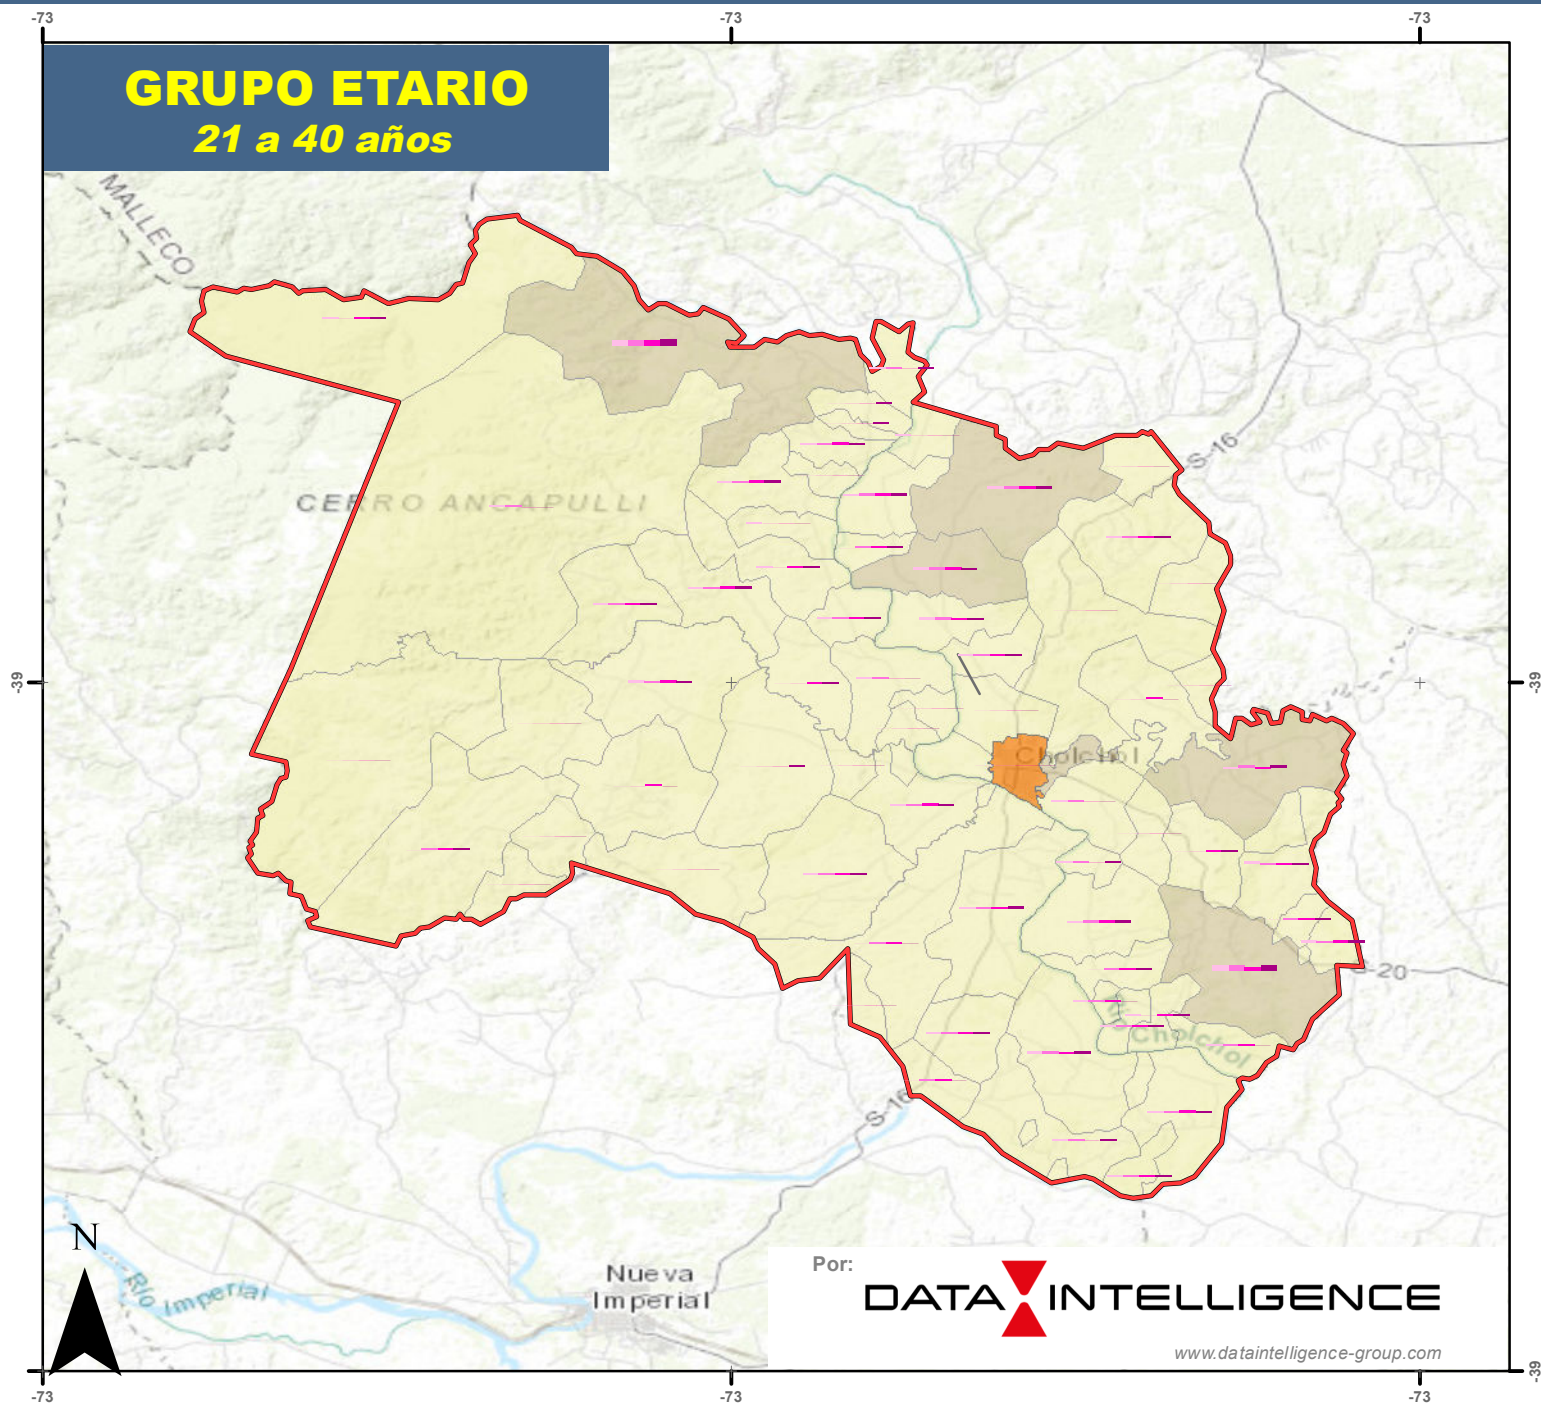 -73
-73
-73
GRUPO ETARIO
21 a 40 años
MALLECO
S-16
CERRO ANCAPULLI
-39
-39
Cholchol
S-20
Cholchol
S-16
N
Río Imperial
Nueva
Imperial
Por:
DATA INTELLIGENCE
www.dataintelligence-group.com
-39
-73
-73
-73